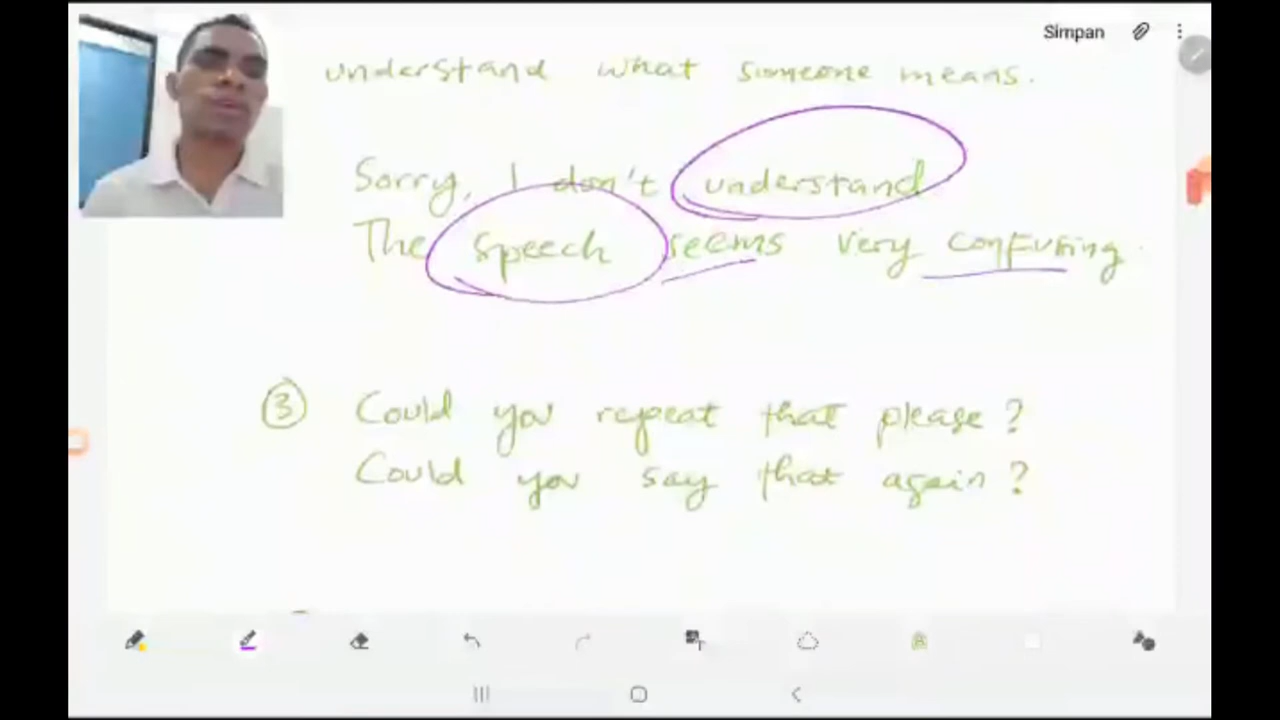 Simpan
understand what someone means.
Sorry, I don't understand
The speech seems very confusing.
3 Could you repeat that please?
Could you say that again?